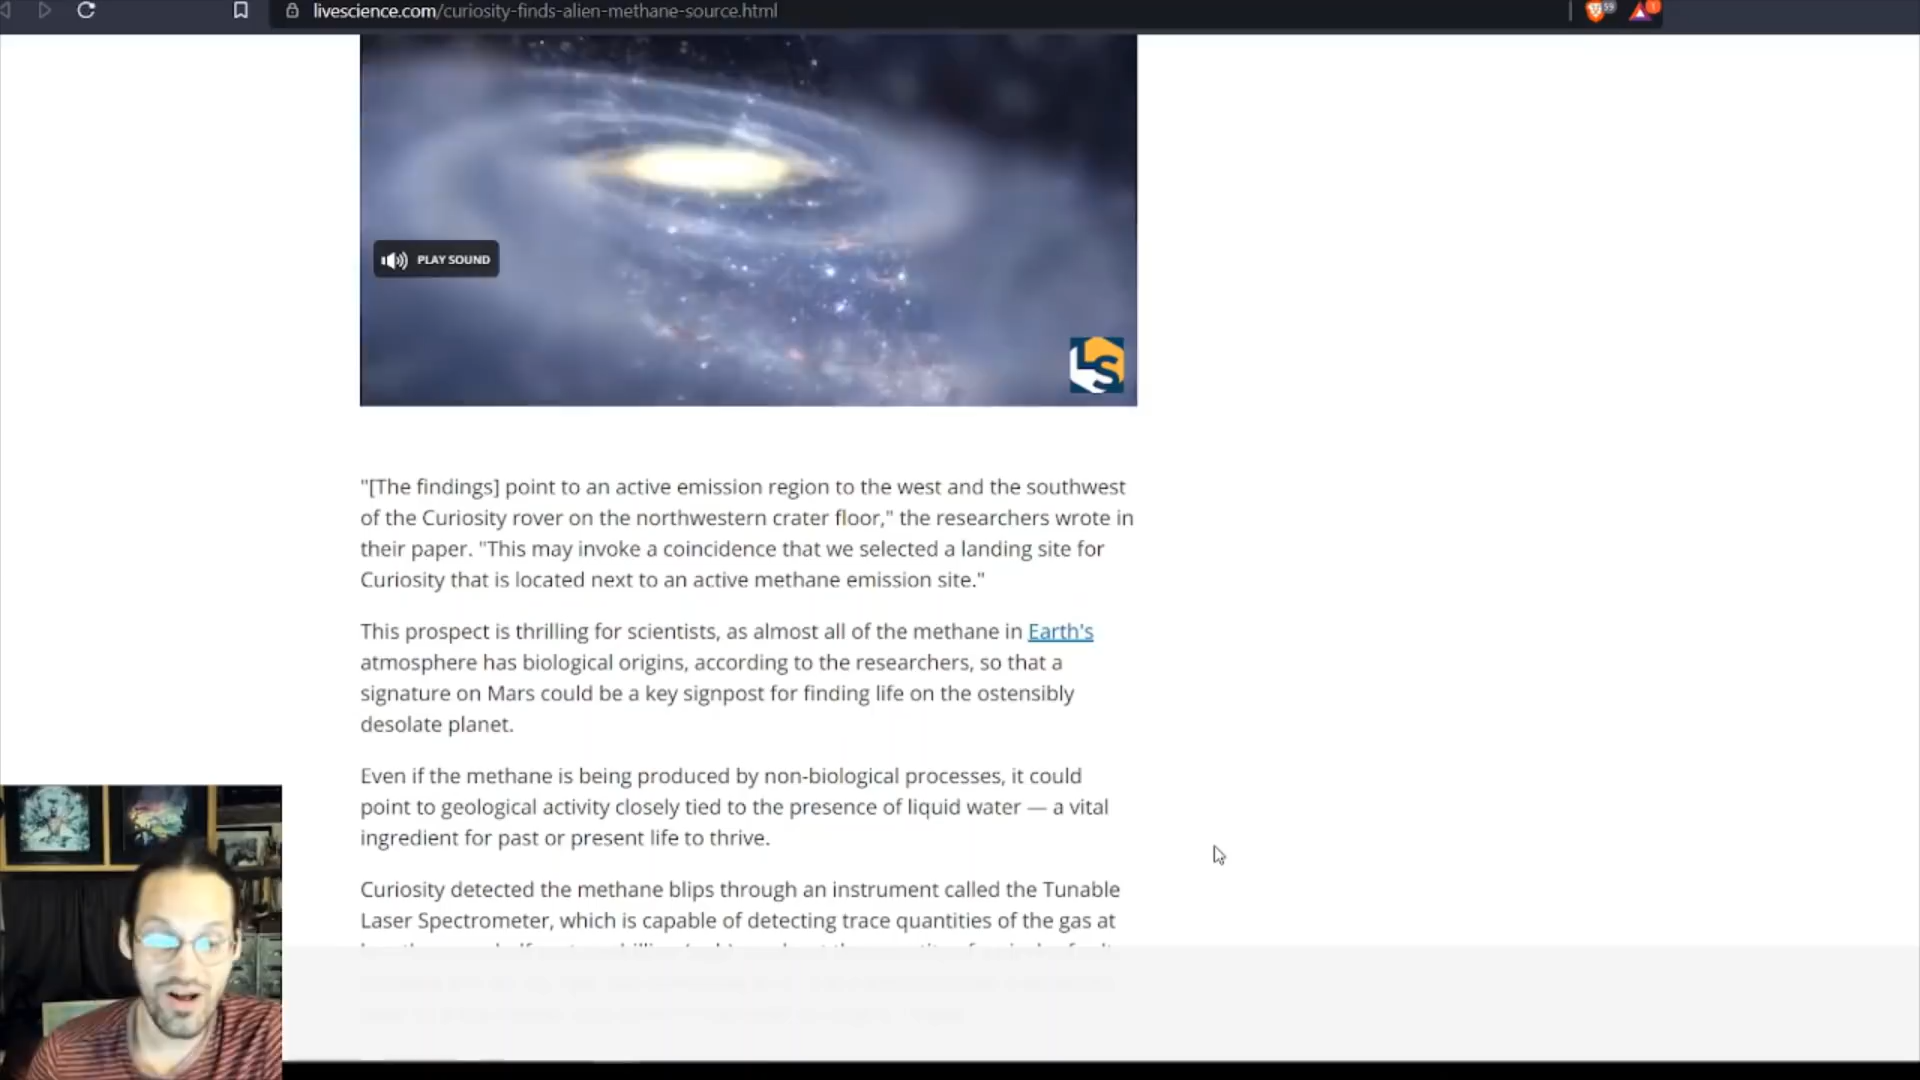 livescience.com/curiosity-finds-alien-methane-source.html
59
1
PLAY SOUND
LS
"[The findings] point to an active emission region to the west and the southwest
of the Curiosity rover on the northwestern crater floor," the researchers wrote in
their paper. "This may invoke a coincidence that we selected a landing site for
Curiosity that is located next to an active methane emission site."
This prospect is thrilling for scientists, as almost all of the methane in Earth's
atmosphere has biological origins, according to the researchers, so that a
signature on Mars could be a key signpost for finding life on the ostensibly
desolate planet.
Even if the methane is being produced by non-biological processes, it could
point to geological activity closely tied to the presence of liquid water — a vital
ingredient for past or present life to thrive.
Curiosity detected the methane blips through an instrument called the Tunable
Laser Spectrometer, which is capable of detecting trace quantities of the gas at